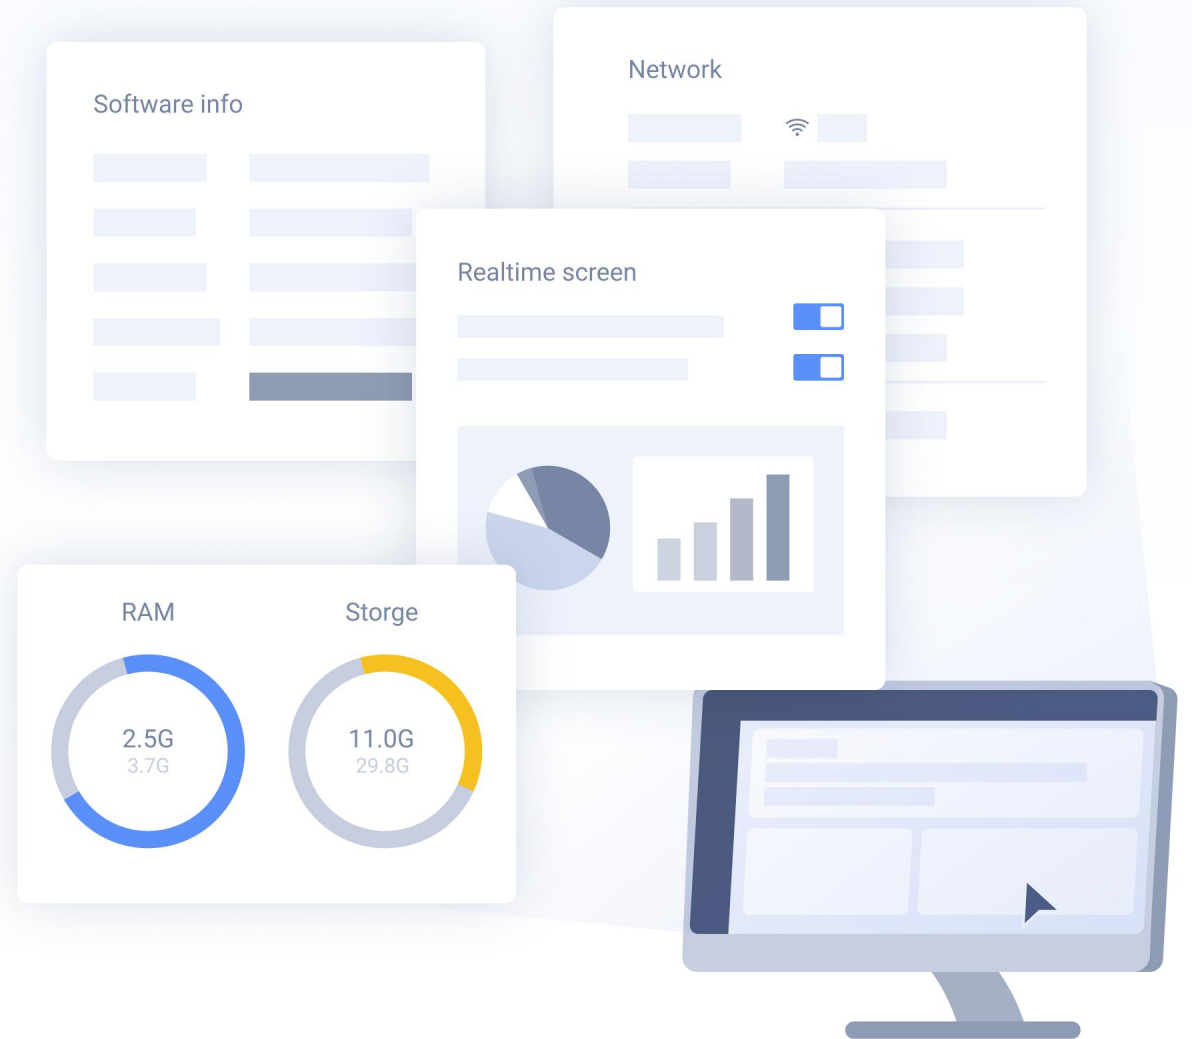 Network
Software info
Realtime screen
RAM
Storge
2.5G
3.7G
11.0G
29.8G